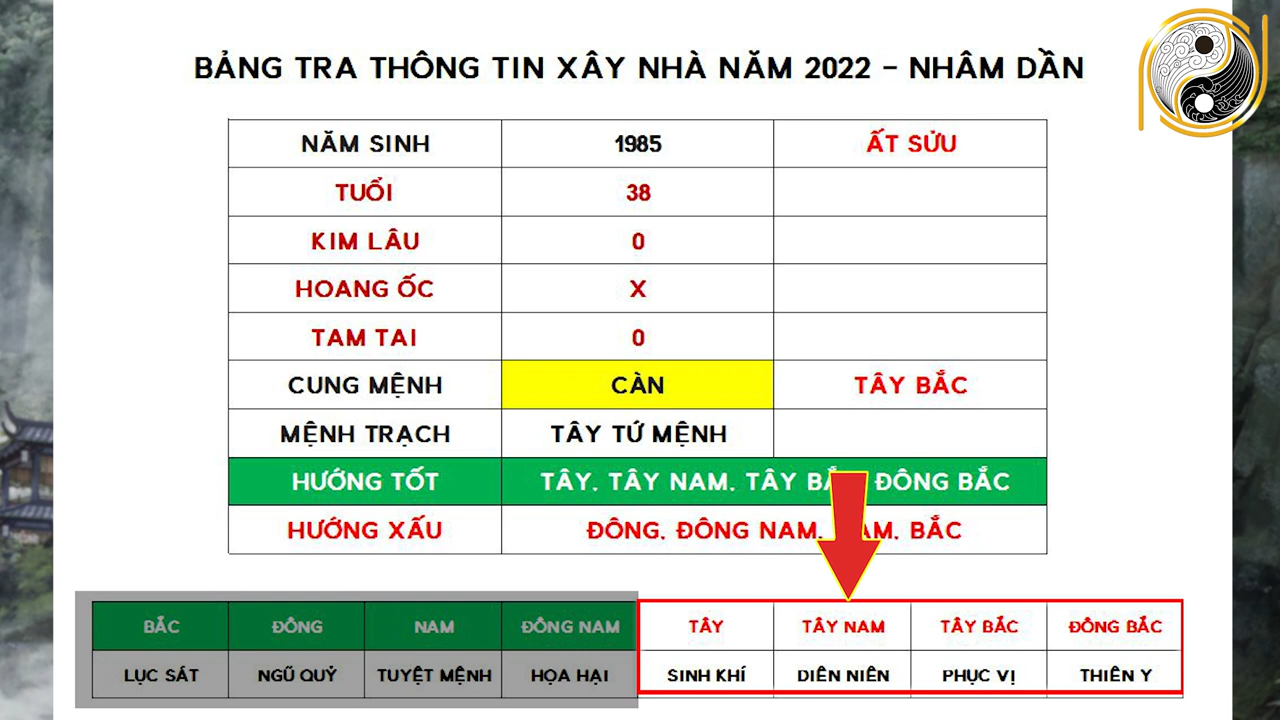 BẢNG TRA THÔNG TIN XÂY NHÀ NĂM 2022 - NHÂM DẦN
NĂM SINH 1985 ẤT SỬU
TUỔI 38
KIM LÂU 0
HOANG ỐC X
TAM TAI 0
CUNG MỆNH CÀN TÂY BẮC
MỆNH TRẠCH TÂY TỨ MỆNH
HƯỚNG TỐT TÂY, TÂY NAM, TÂY ĐÔNG BẮC
HƯỚNG XẤU ĐÔNG, ĐÔNG NAM, BẮC
BẮC ĐÔNG NAM ĐÔNG NAM TÂY TÂY NAM TÂY BẮC ĐÔNG BẮC
LỤC SÁT NGŨ QUỶ TUYỆT MỆNH HỌA HẠI SINH KHÍ DIÊN NIÊN PHỤC VỊ THIÊN Y